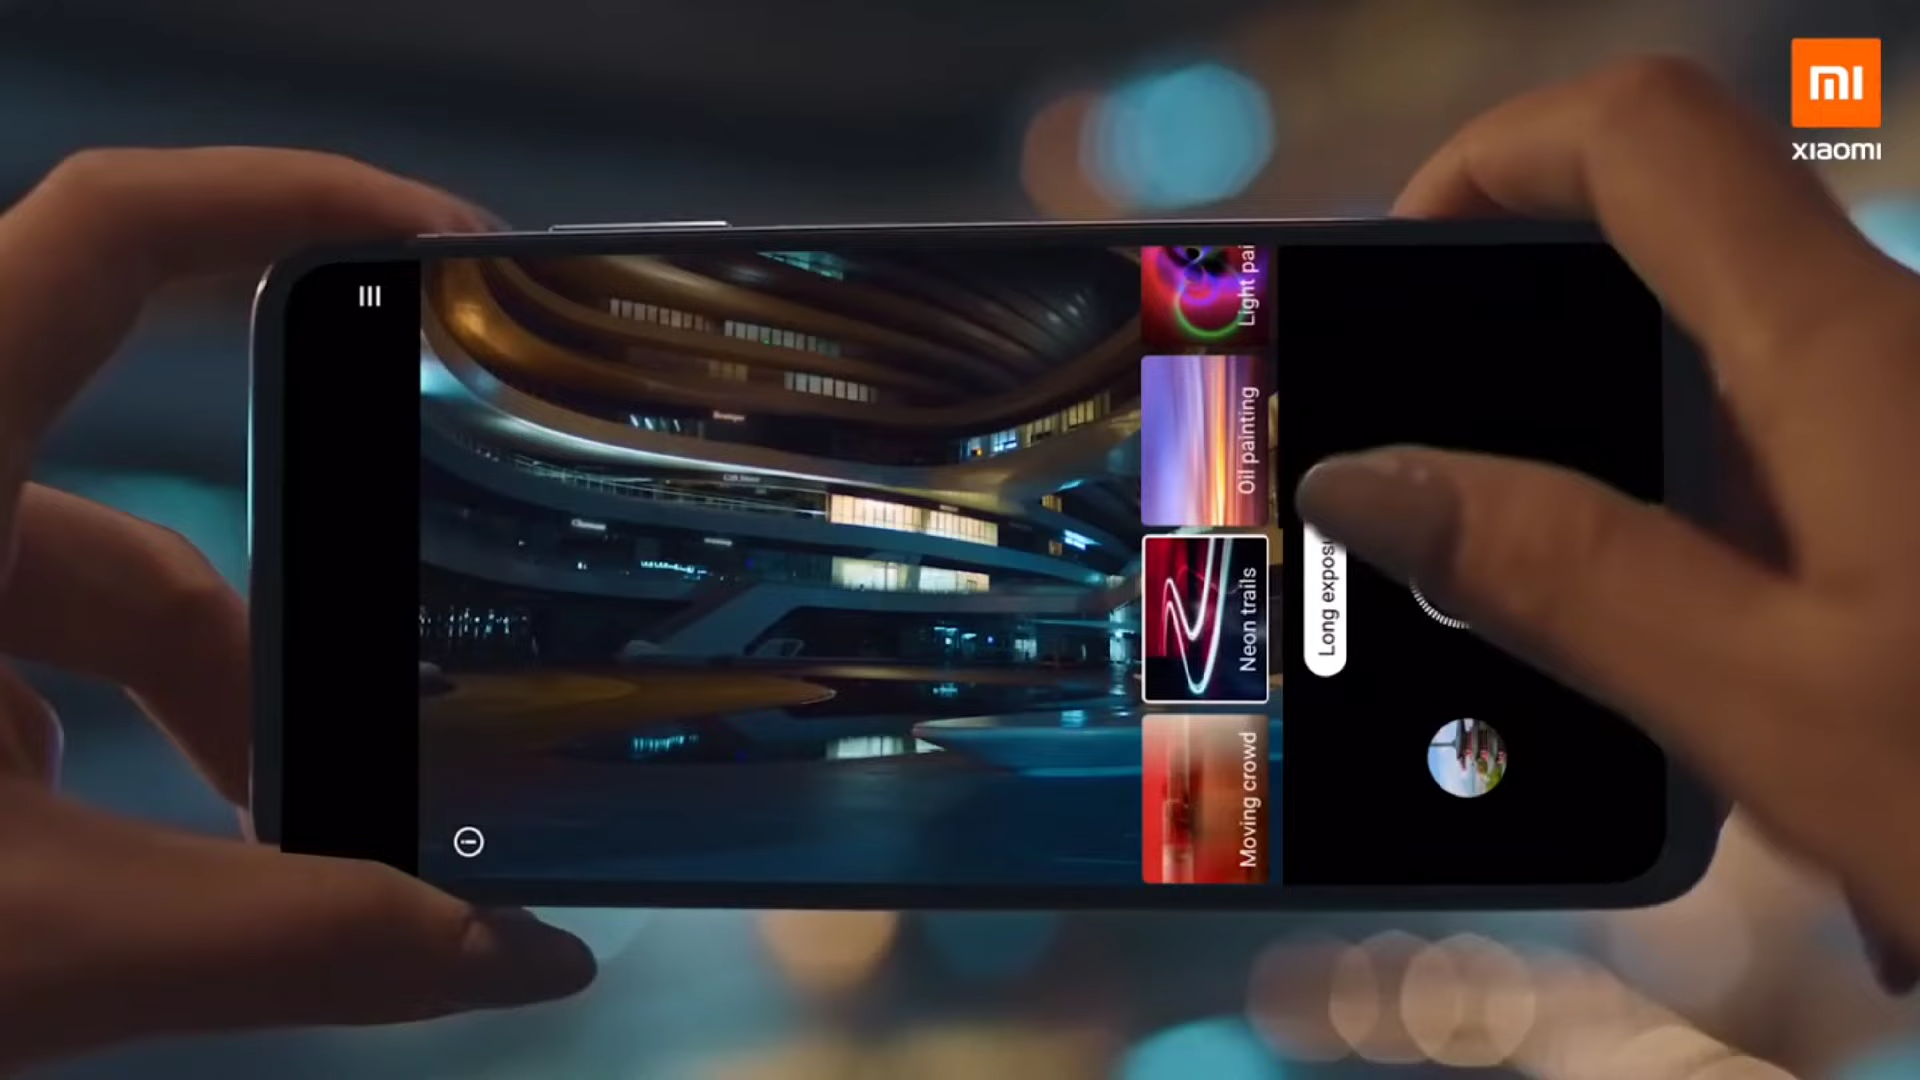 mi
xiaomi
Light pai
Oil painting
Neon trails
Moving crowd
Long exposi